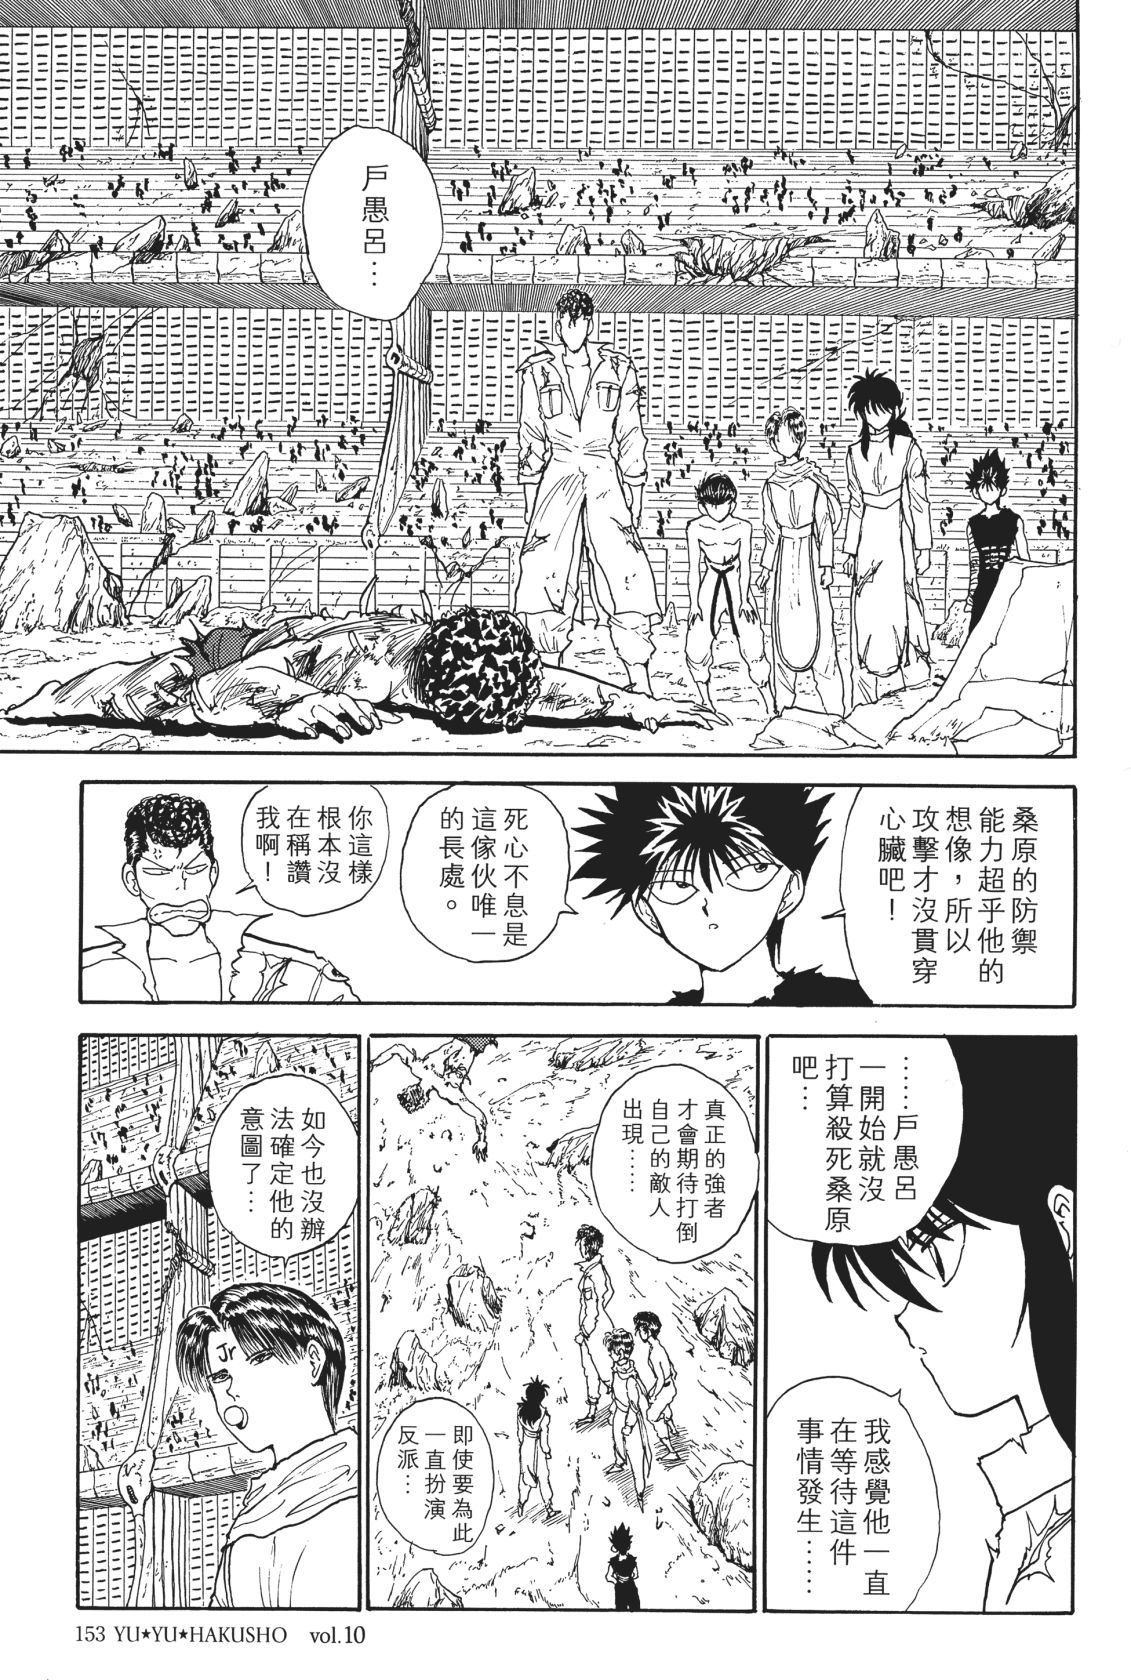 戶愚呂…
桑原的防禦
能力超乎他的
想像，所以
攻擊才沒貫穿
心臟吧！
死心不息是
這傢伙唯一
的長處。
你這樣
根本沒
在稱讚
我啊！
……戶愚呂
一開始就沒
打算殺死桑原
吧…
我感覺他一直
在等待這件
事情發生……
真正的強者
才會期待打倒
自己的敵人
出現……
即使要為此
一直扮演
反派…
如今也沒辦
法確定他的
意圖了…
Jr
153 YU★YU★HAKUSHO vol.10